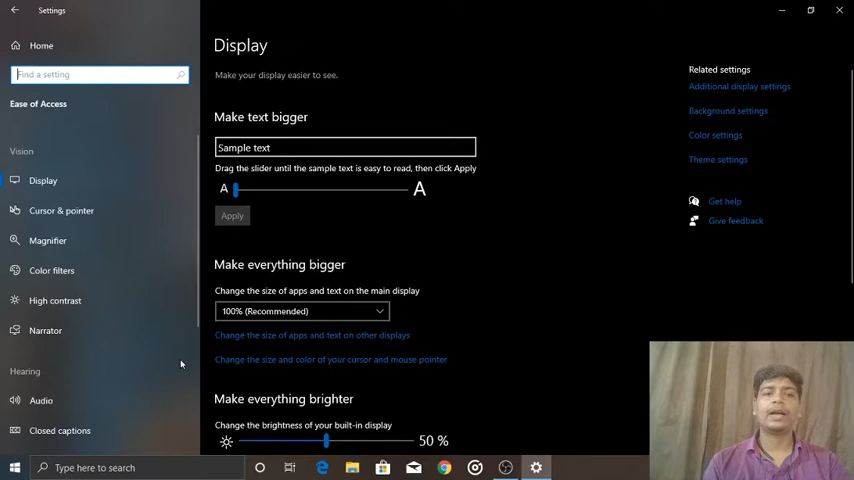 Settings
Home
Find a setting
Ease of Access
Vision
Display
Cursor & pointer
Magnifier
Color filters
High contrast
Narrator
Hearing
Audio
Closed captions
Display
Make your display easier to see.
Make text bigger
Sample text
Drag the slider until the sample text is easy to read, then click Apply
A A
Apply
Make everything bigger
Change the size of apps and text on the main display
100% (Recommended)
Change the size of apps and text on other displays
Change the size and color of your cursor and mouse pointer
Make everything brighter
Change the brightness of your built-in display
50 %
Related settings
Additional display settings
Background settings
Color settings
Theme settings
Get help
Give feedback
Type here to search